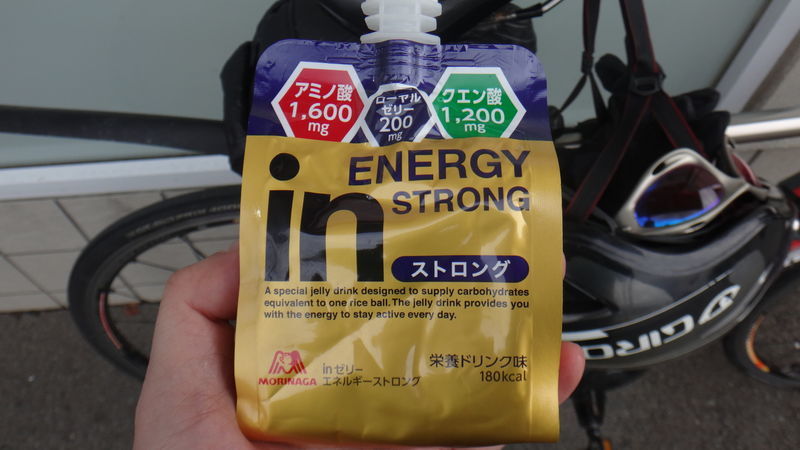 アミノ酸
1,600
mg
ローヤル
ゼリー
200
mg
クエン酸
1,200
mg
in
ENERGY
STRONG
ストロング
A special jelly drink designed to supply carbohydrates
equivalent to one rice ball. The jelly drink provides you
with the energy to stay active every day.
MORINAGA
inゼリー
エネルギーストロング
栄養ドリンク味
180kcal
GIRO